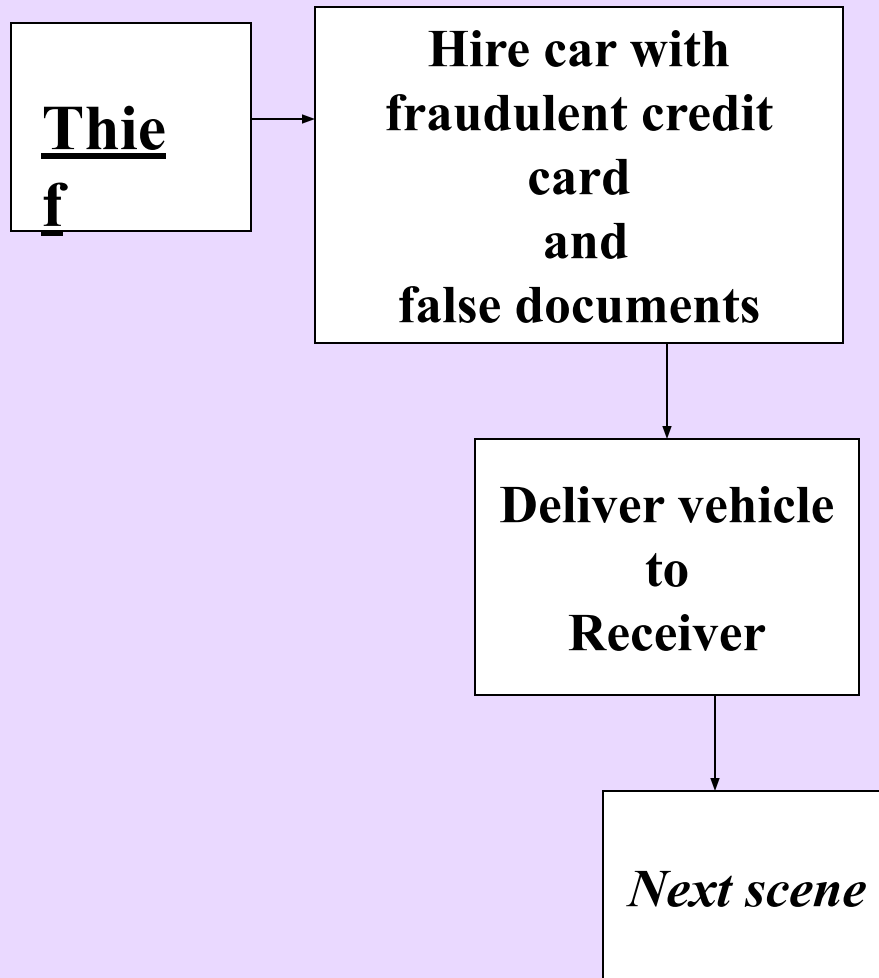 Thie
f
Hire car with
fraudulent credit
card
and
false documents
Deliver vehicle
to
Receiver
Next scene